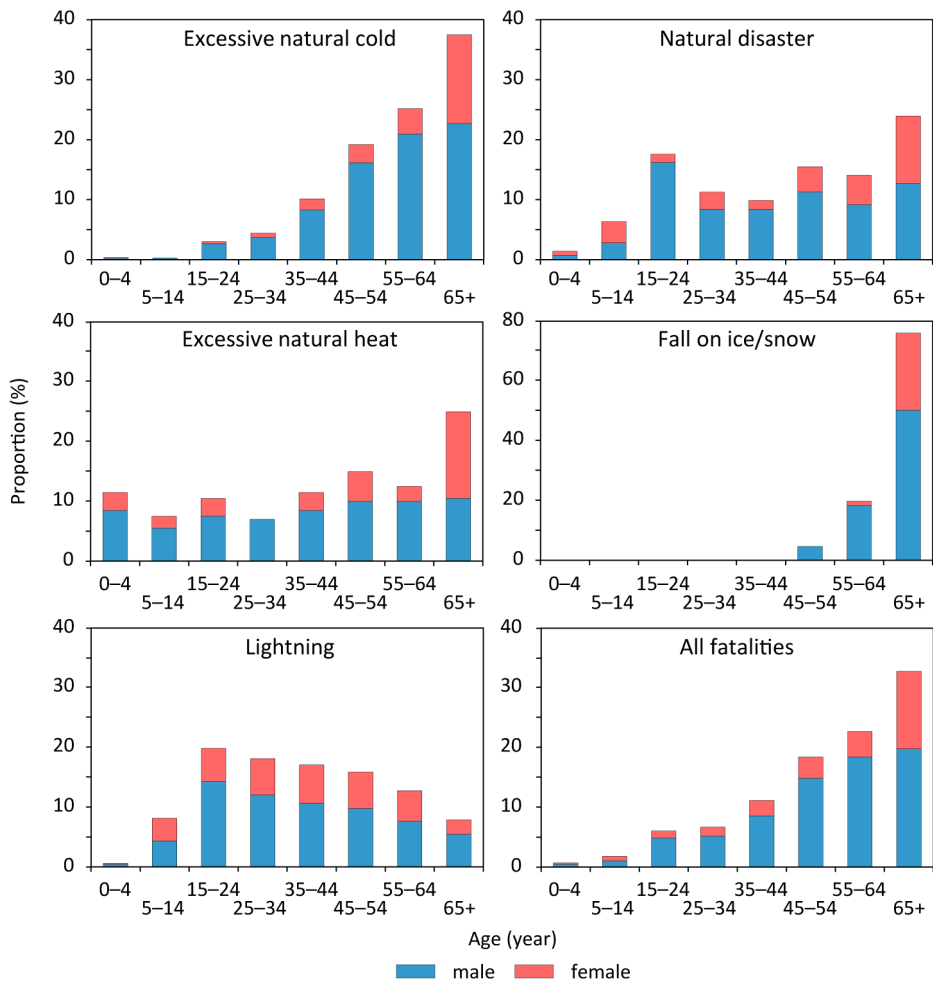 Excessive natural cold
40
30
20
10
0
0–4 15–24 35–44 55–64
5–14 25–34 45–54 65+
Natural disaster
40
30
20
10
0
0–4 15–24 35–44 55–64
5–14 25–34 45–54 65+
Excessive natural heat
40
30
20
10
0
0–4 15–24 35–44 55–64
5–14 25–34 45–54 65+
Fall on ice/snow
80
60
40
20
0
0–4 15–24 35–44 55–64
5–14 25–34 45–54 65+
Proportion (%)
Lightning
40
30
20
10
0
0–4 15–24 35–44 55–64
5–14 25–34 45–54 65+
All fatalities
40
30
20
10
0
0–4 15–24 35–44 55–64
5–14 25–34 45–54 65+
Age (year)
male female